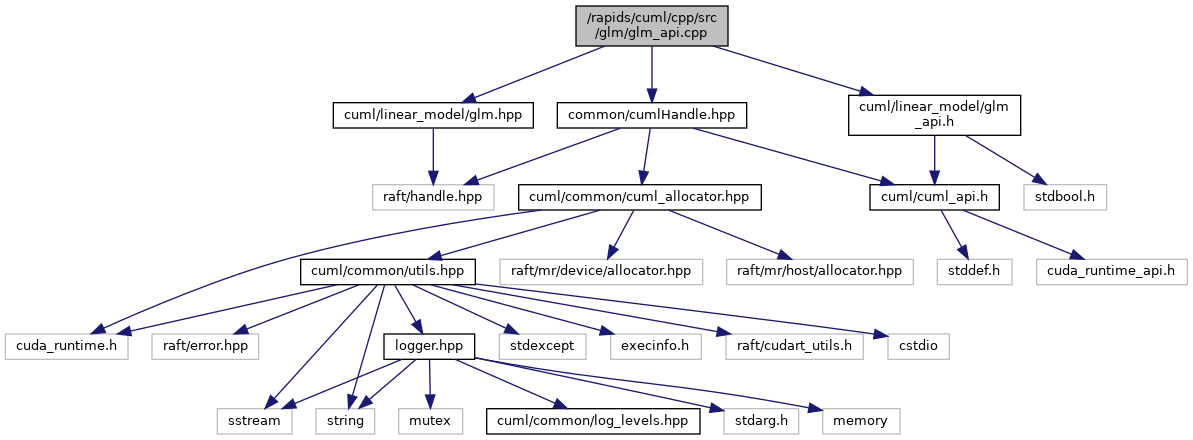 /rapids/cuml/cpp/src
/glm/glm_api.cpp
cuml/linear_model/glm.hpp
common/cumlHandle.hpp
cuml/linear_model/glm
_api.h
raft/handle.hpp
cuml/common/cuml_allocator.hpp
cuml/cuml_api.h
stdbool.h
cuml/common/utils.hpp
raft/mr/device/allocator.hpp
raft/mr/host/allocator.hpp
stddef.h
cuda_runtime_api.h
cuda_runtime.h
raft/error.hpp
logger.hpp
stdexcept
execinfo.h
raft/cudart_utils.h
cstdio
sstream
string
mutex
cuml/common/log_levels.hpp
stdarg.h
memory